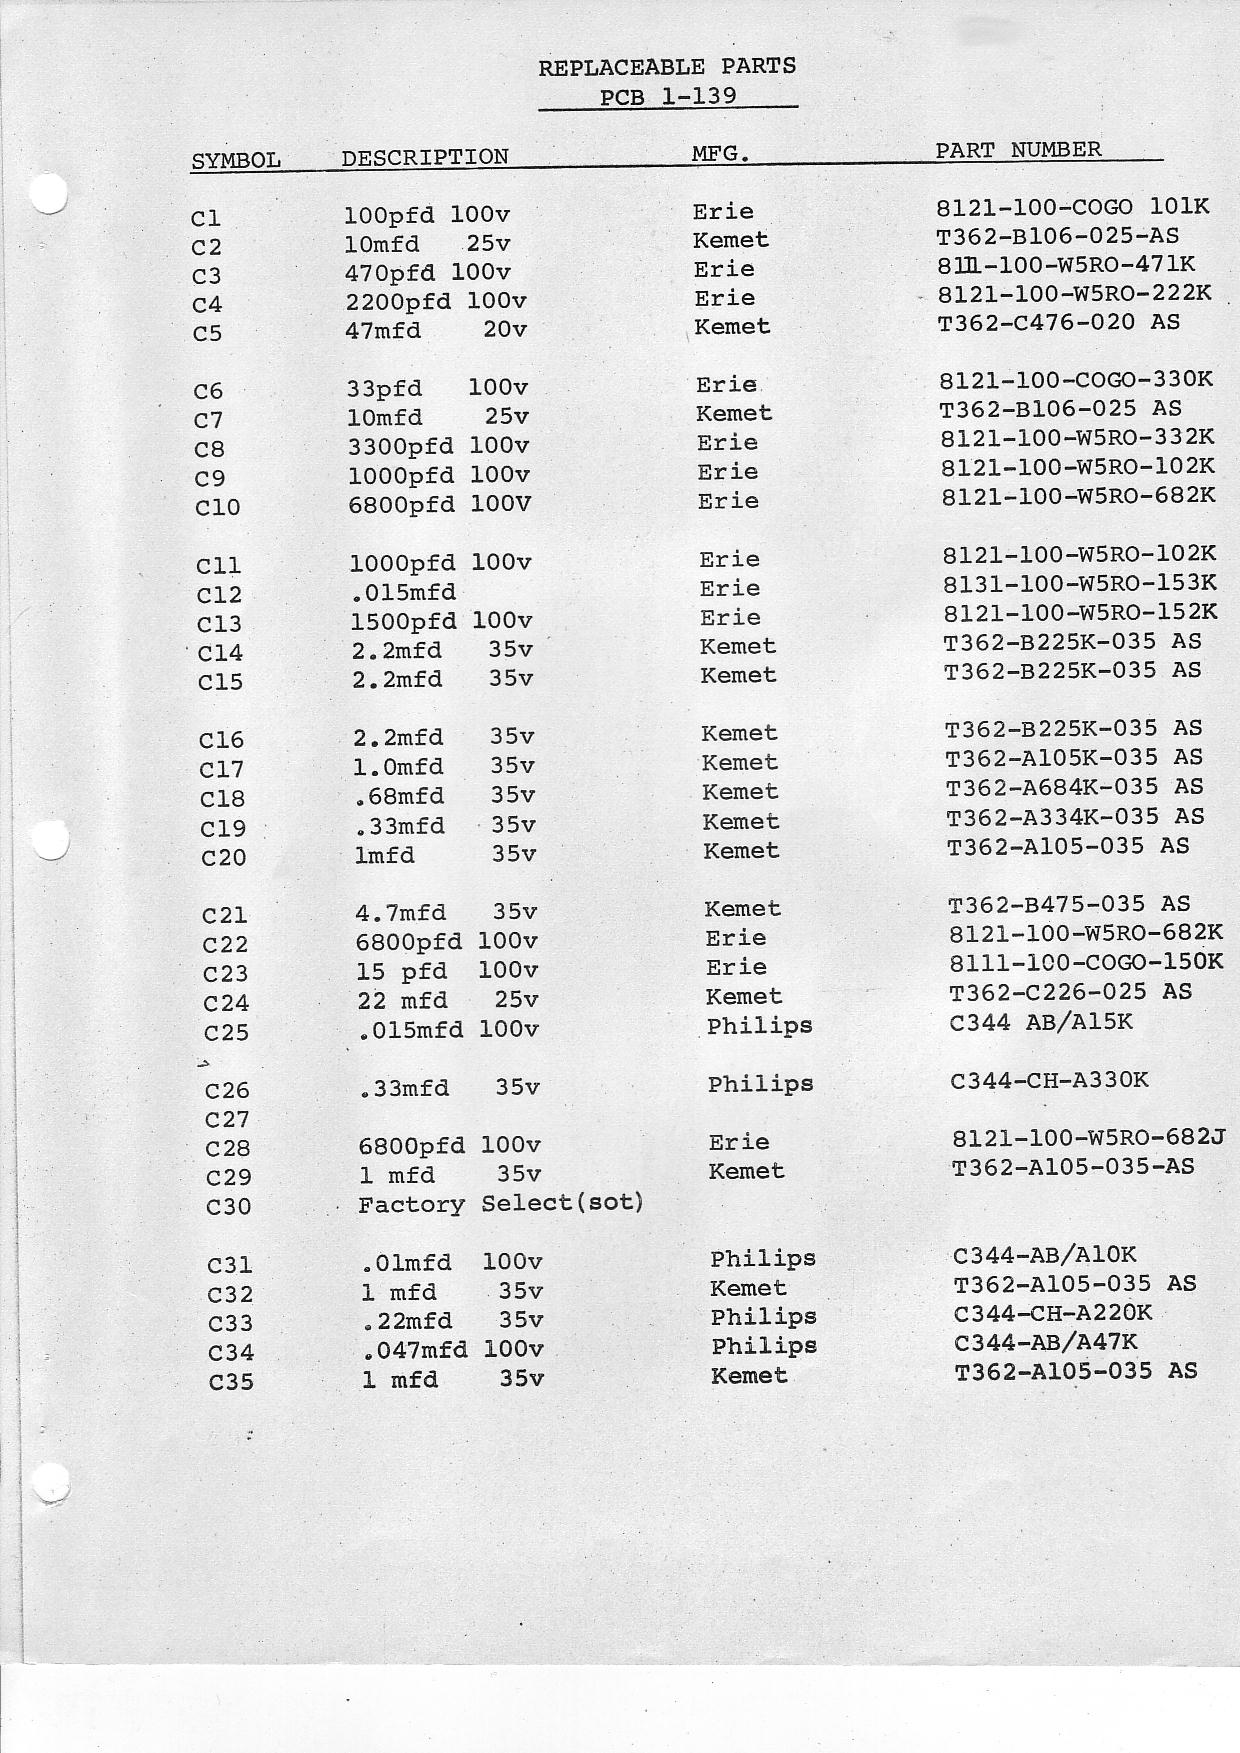 REPLACEABLE PARTS
PCB 1-139
SYMBOL DESCRIPTION MFG. PART NUMBER
C1 100pfd 100v Erie 8121-100-COGO 101K
C2 10mfd 25v Kemet T362-B106-025-AS
C3 470pfd 100v Erie 8111-100-W5RO-471K
C4 2200pfd 100v Erie 8121-100-W5RO-222K
C5 47mfd 20v Kemet T362-C476-020 AS
C6 33pfd 100v Erie 8121-100-COGO-330K
C7 10mfd 25v Kemet T362-B106-025 AS
C8 3300pfd 100v Erie 8121-100-W5RO-332K
C9 1000pfd 100v Erie 8121-100-W5RO-102K
C10 6800pfd 100V Erie 8121-100-W5RO-682K
C11 1000pfd 100v Erie 8121-100-W5RO-102K
C12 .015mfd Erie 8131-100-W5RO-153K
C13 1500pfd 100v Erie 8121-100-W5RO-152K
C14 2.2mfd 35v Kemet T362-B225K-035 AS
C15 2.2mfd 35v Kemet T362-B225K-035 AS
C16 2.2mfd 35v Kemet T362-B225K-035 AS
C17 1.0mfd 35v Kemet T362-A105K-035 AS
C18 .68mfd 35v Kemet T362-A684K-035 AS
C19 .33mfd 35v Kemet T362-A334K-035 AS
C20 1mfd 35v Kemet T362-A105-035 AS
C21 4.7mfd 35v Kemet T362-B475-035 AS
C22 6800pfd 100v Erie 8121-100-W5RO-682K
C23 15 pfd 100v Erie 8111-100-COGO-150K
C24 22 mfd 25v Kemet T362-C226-025 AS
C25 .015mfd 100v Philips C344 AB/A15K
C26 .33mfd 35v Philips C344-CH-A330K
C27
C28 6800pfd 100v Erie 8121-100-W5RO-682J
C29 1 mfd 35v Kemet T362-A105-035-AS
C30 Factory Select(sot)
C31 .01mfd 100v Philips C344-AB/A10K
C32 1 mfd 35v Kemet T362-A105-035 AS
C33 .22mfd 35v Philips C344-CH-A220K
C34 .047mfd 100v Philips C344-AB/A47K
C35 1 mfd 35v Kemet T362-A105-035 AS